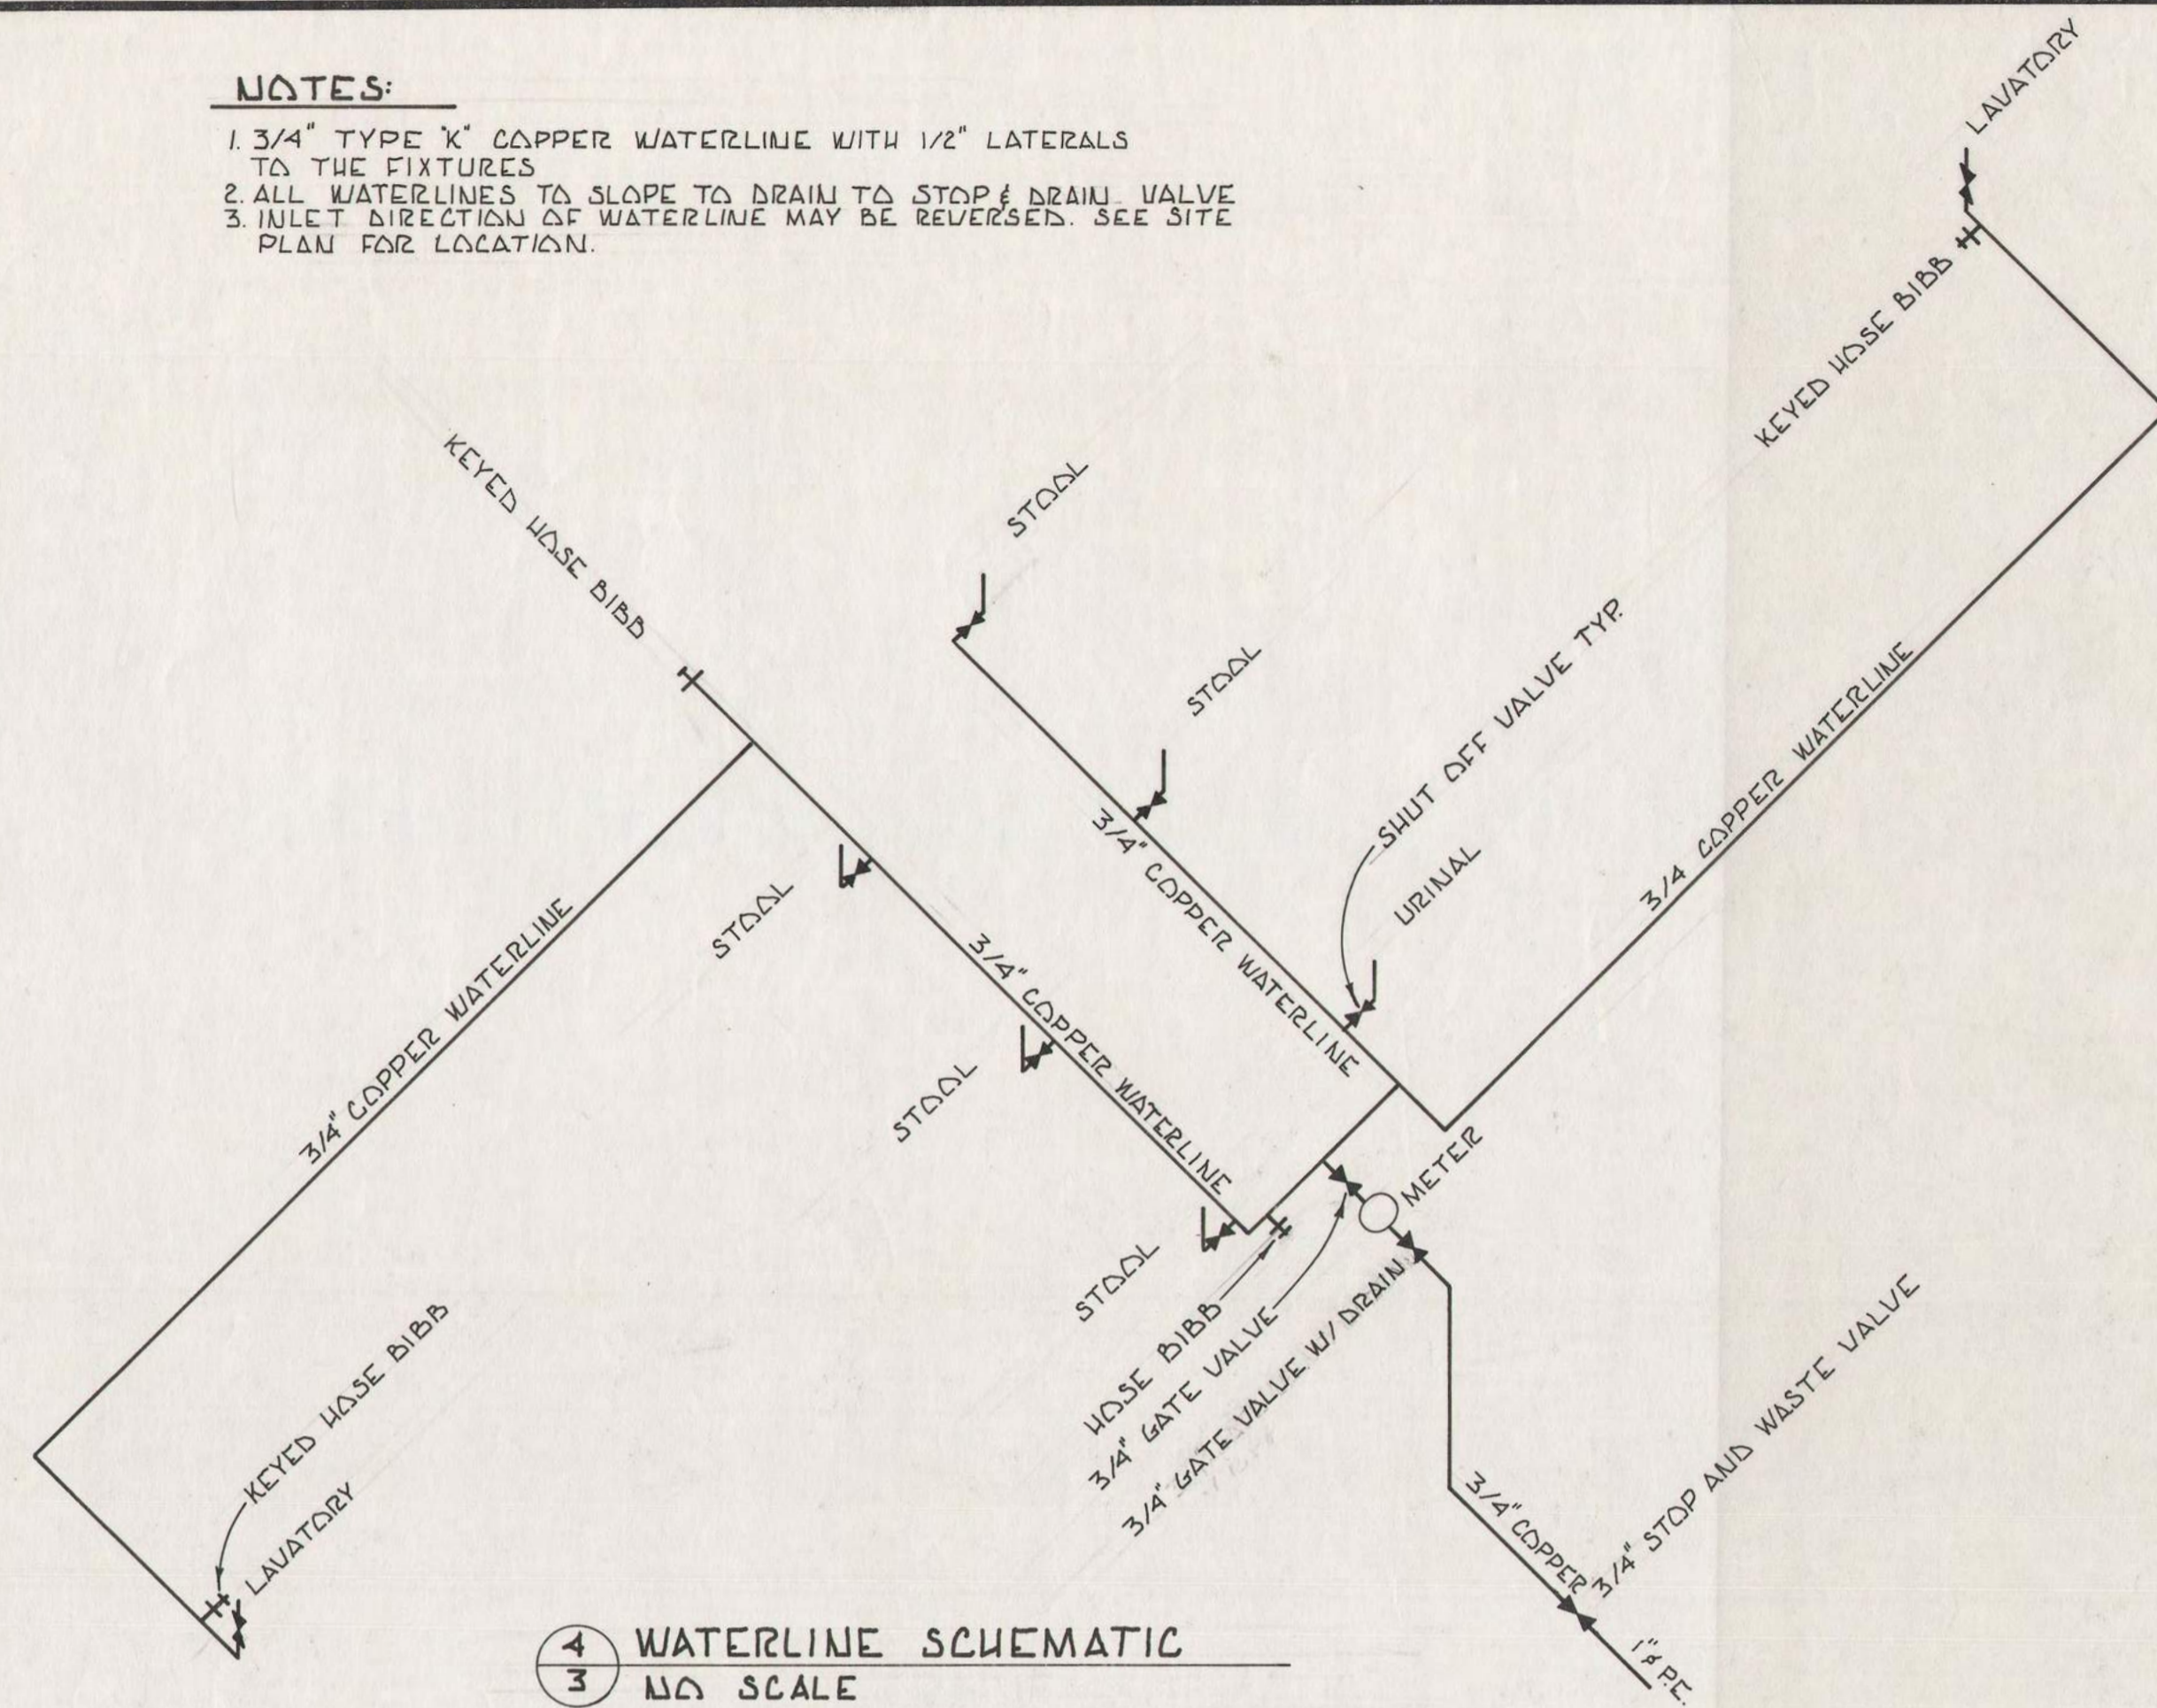 NOTES:
1. 3/4" TYPE "K" COPPER WATERLINE WITH 1/2" LATERALS
TO THE FIXTURES
2. ALL WATERLINES TO SLOPE TO DRAIN TO STOP & DRAIN VALVE
3. INLET DIRECTION OF WATERLINE MAY BE REVERSED. SEE SITE
PLAN FOR LOCATION.
LAVATORY
KEYED HOSE BIBB
KEYED HOSE BIBB
STOOL
STOOL
SHUT OFF VALVE TYP.
URINAL
3/4 COPPER WATERLINE
3/4" COPPER WATERLINE
STOOL
3/4" COPPER WATERLINE
3/4" COPPER WATERLINE
STOOL
METER
STOOL
HOSE BIBB
3/4" GATE VALVE
3/4" GATE VALVE W/ DRAIN
KEYED HOSE BIBB
LAVATORY
3/4" COPPER
3/4" STOP AND WASTE VALVE
1"ø P.E.
4
3
WATERLINE SCHEMATIC
NO SCALE